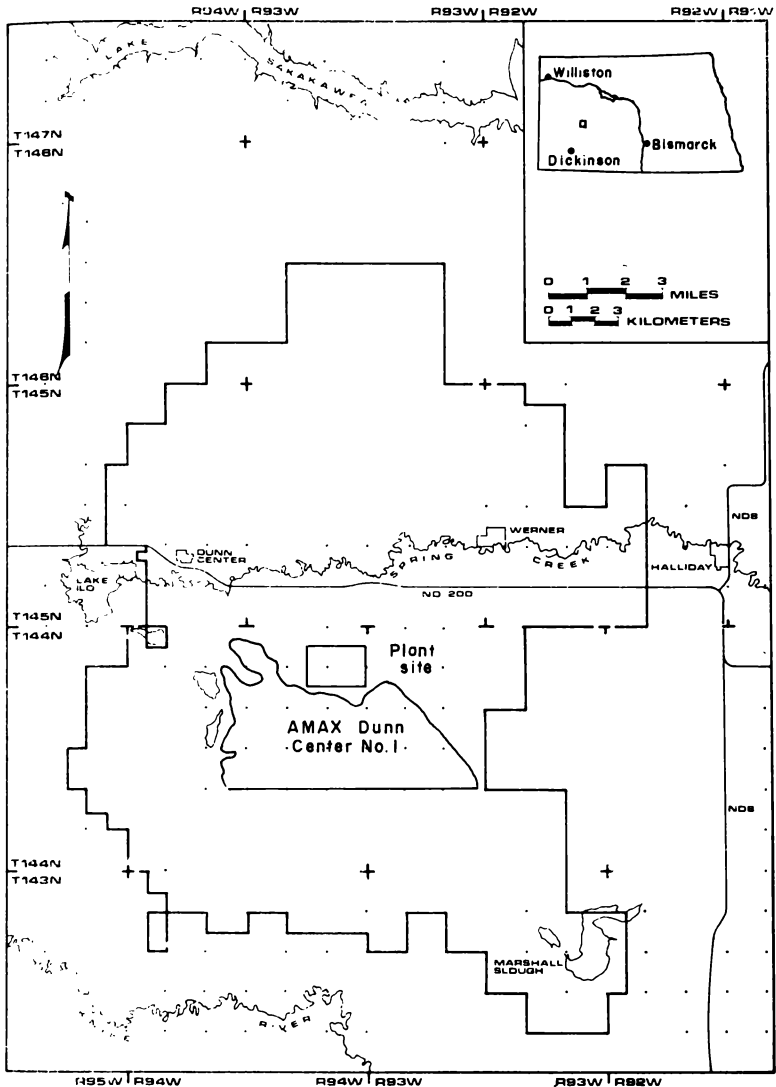 R94W R93W
R93W R92W
R92W R91W
LAKE
SAKAKAWEA
T147N
T146N
Williston
Bismarck
Dickinson
0 1 2 3
MILES
0 1 2 3
KILOMETERS
T146N
T145N
ND8
WERNER
DUNN
CENTER
SPRING
CREEK
HALLIDAY
LAKE
ILO
ND 200
T145N
T144N
Plant
site
AMAX Dunn
Center No. 1
ND8
T144N
T143N
MARSHALL
SLOUGH
RIVER
R95W R94W
R94W R93W
R93W R92W